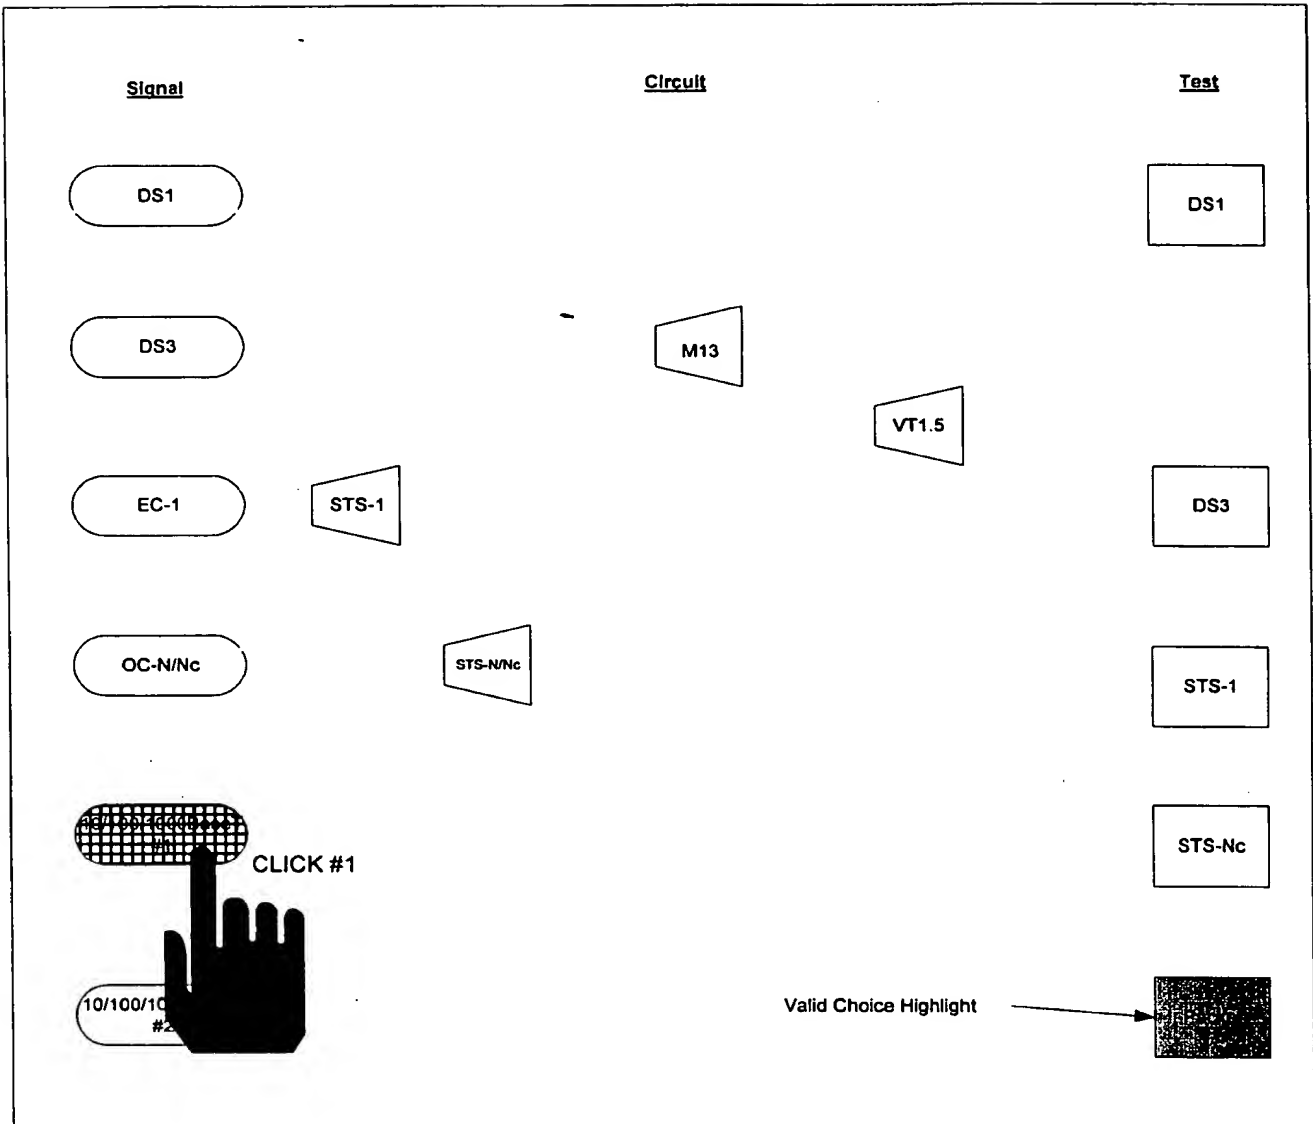 Signal
Circuit
Test
DS1
DS1
DS3
M13
VT1.5
EC-1
STS-1
DS3
OC-N/Nc
STS-N/Nc
STS-1
#1
CLICK #1
STS-Nc
10/100/10
#2
Valid Choice Highlight